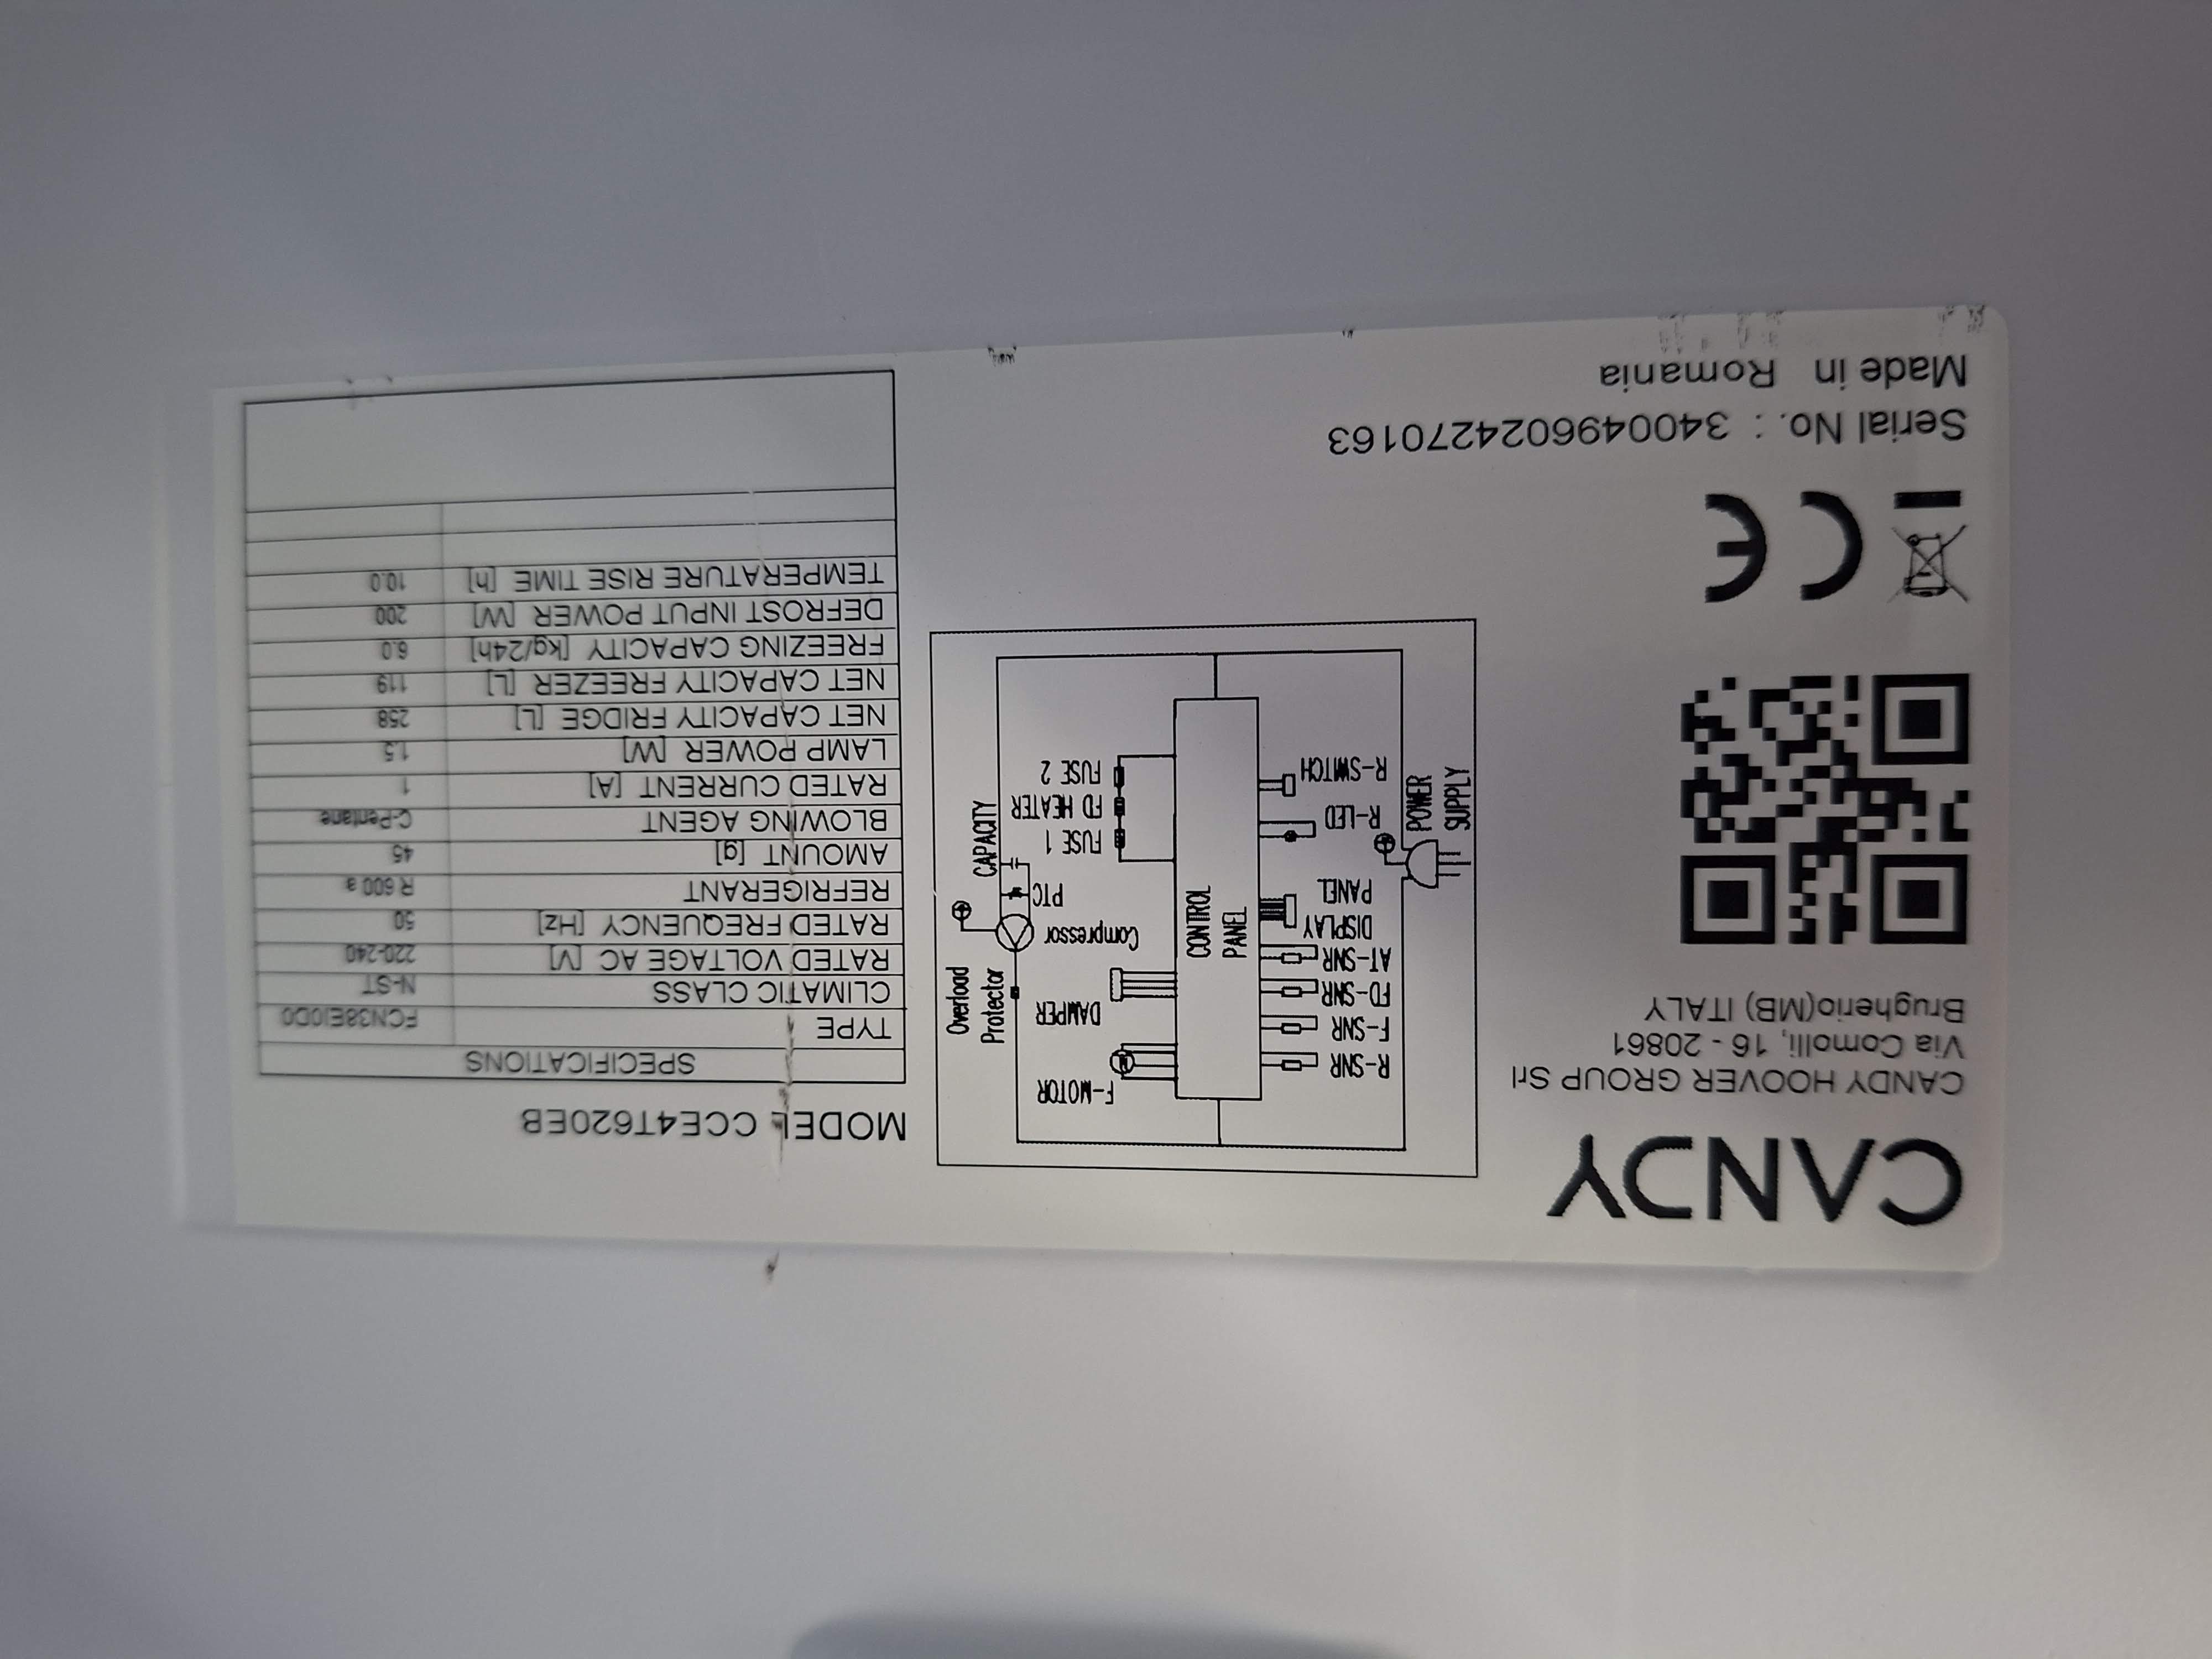 CANDY
CANDY HOOVER GROUP Srl
Via Comolli, 16 - 20861
Brugherio(MB) ITALY
Serial No. : 3400496024270163
Made in Romania
F-MOTOR
DAMPER
Overload
Protector
Compressor
PTC
CAPACITY
FUSE 1
FD HEATER
FUSE 2
CONTROL
PANEL
R-SNR
F-SNR
FD-SNR
AT-SNR
DISPLAY
PANEL
R-LED
R-SWITCH
POWER
SUPPLY
MODEL CCE4T620EB
SPECIFICATIONS
TYPE FCN38EI0D0
CLIMATIC CLASS N-ST
RATED VOLTAGE AC [V] 220-240
RATED FREQUENCY [Hz] 50
REFRIGERANT R 600 a
AMOUNT [g] 45
BLOWING AGENT C-Pentane
RATED CURRENT [A] 1
LAMP POWER [W] 1.5
NET CAPACITY FRIDGE [L] 258
NET CAPACITY FREEZER [L] 119
FREEZING CAPACITY [kg/24h] 6.0
DEFROST INPUT POWER [W] 200
TEMPERATURE RISE TIME [h] 10.0